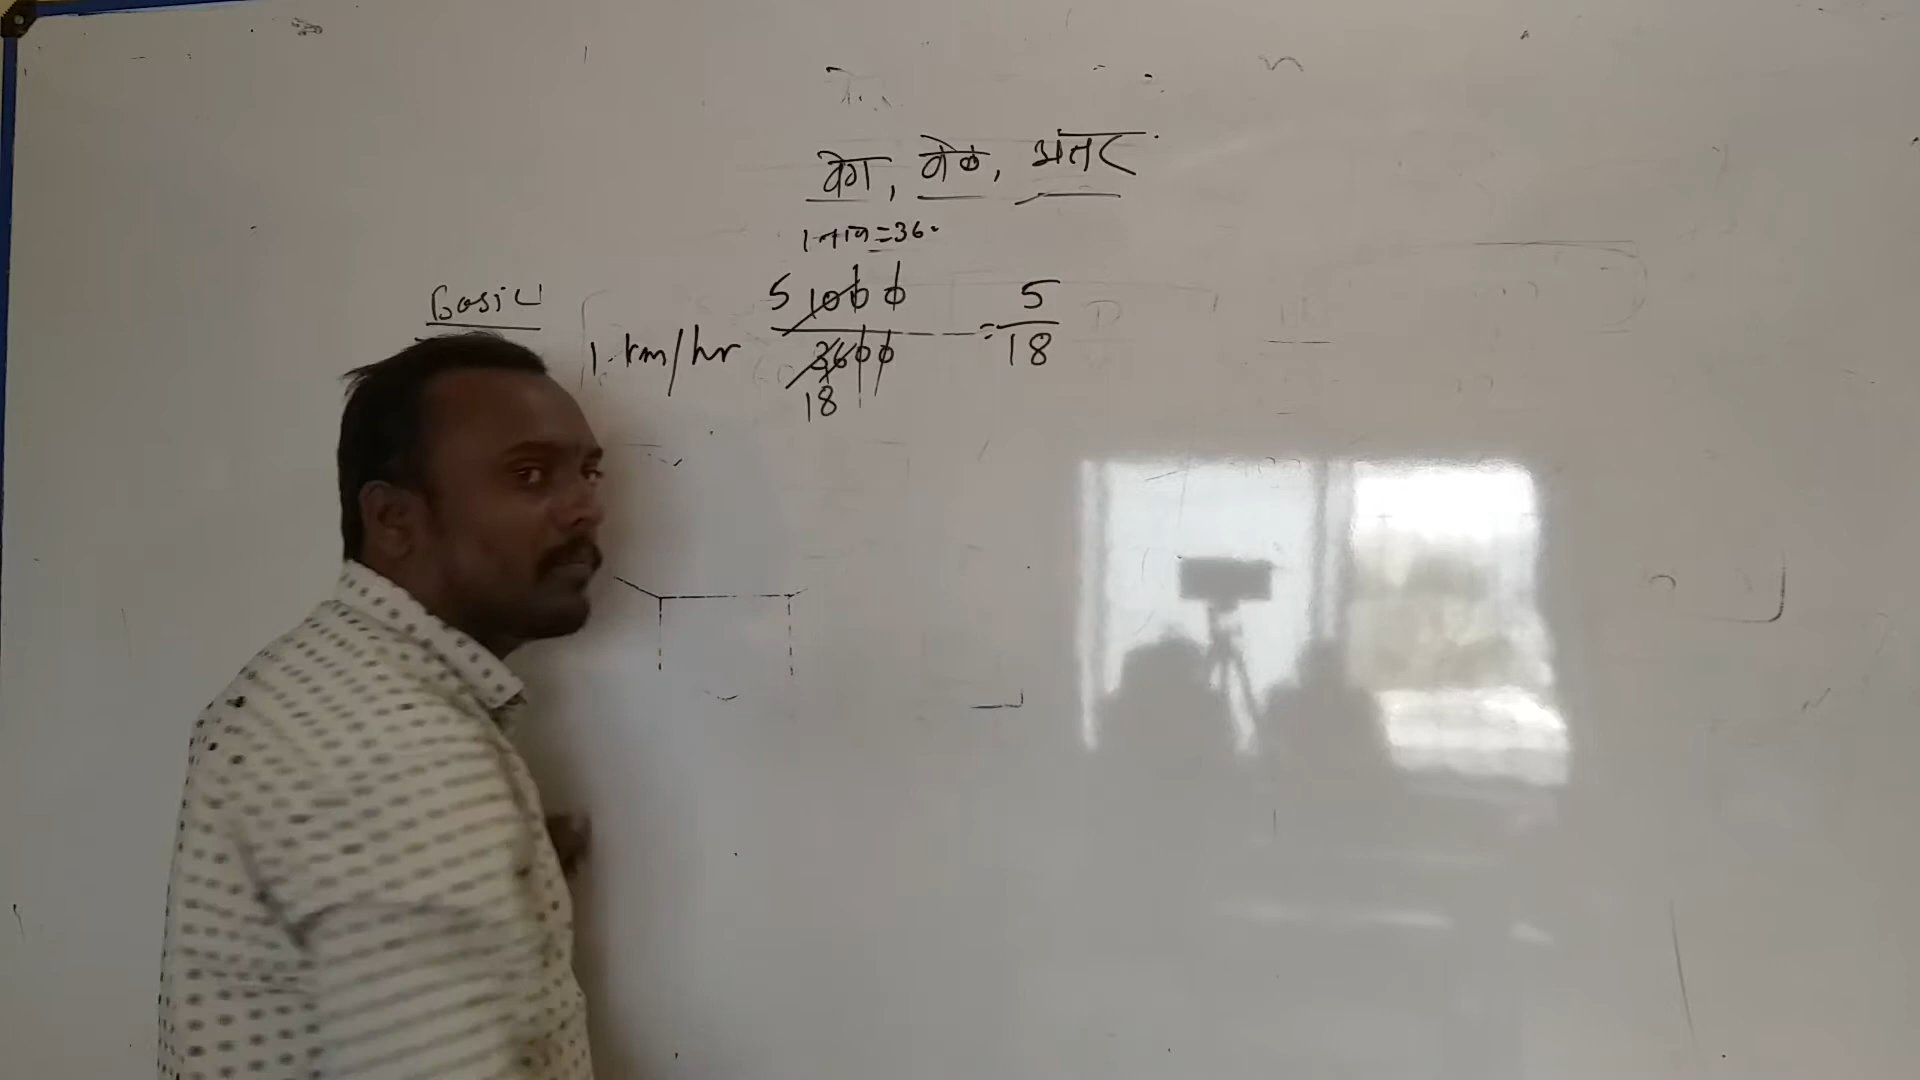 वेग, वेळ, अंतर
1 तास = 36
Basic
5 1000
1 km/hr 3600 = 5/18
18